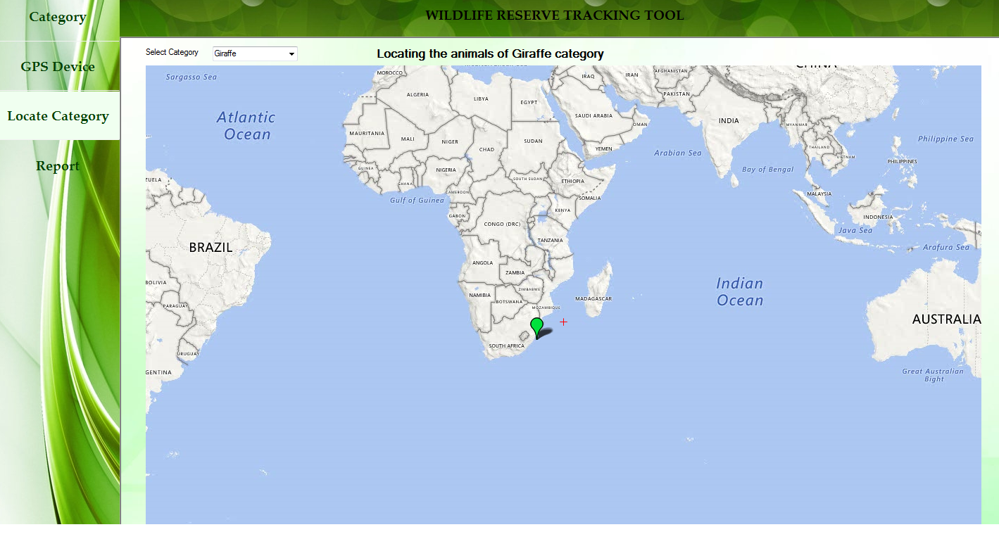 Category
GPS Device
Locate Category
Report
WILDLIFE RESERVE TRACKING TOOL
Select Category
Giraffe
Locating the animals of Giraffe category
Sargasso Sea
MOROCCO
IRAQ
IRAN
AFGHANISTAN
CHINA
ALGERIA
LIBYA
EGYPT
PAKISTAN
Atlantic
Ocean
SAUDI ARABIA
OMAN
INDIA
MYANMAR
MAURITANIA
MALI
NIGER
CHAD
SUDAN
YEMEN
Arabian Sea
THAILAND
VIETNAM
Philippine Sea
PHILIPPINES
GUINEA
NIGERIA
Bay of Bengal
ZUELA
GHANA
CAMEROON
SOUTH SUDAN
ETHIOPIA
SOMALIA
MALAYSIA
Gulf of Guinea
GABON
KENYA
INDONESIA
CONGO (DRC)
Java Sea
BRAZIL
TANZANIA
Arafura Sea
ANGOLA
ZAMBIA
BOLIVIA
Indian
Ocean
ZIMBABWE
NAMIBIA
BOTSWANA
MADAGASCAR
PARAGUAY
MOZAMBIQUE
AUSTRALIA
SOUTH AFRICA
URUGUAY
GENTINA
Great Australian
Bight